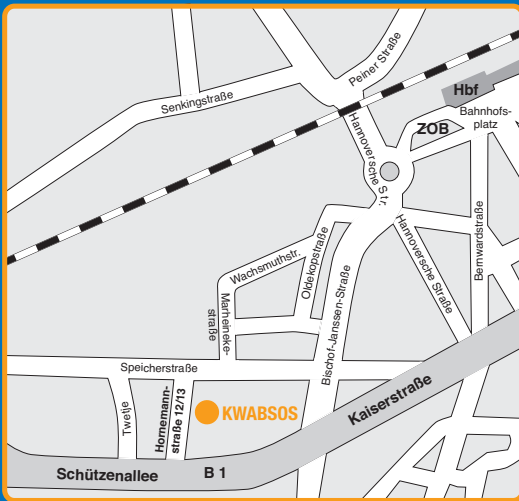 Peiner Straße
Senkingstraße
Hbf
Bahnhofs-
platz
ZOB
Hannoversche Str.
Hannoversche Straße
Bernwardstraße
Wachsmuthstr.
Oldekopstraße
Marheineke-
straße
Bischof-Janssen-Straße
Speicherstraße
Twetje
Hornemann-
straße 12/13
KWABSOS
Kaiserstraße
Schützenallee
B 1